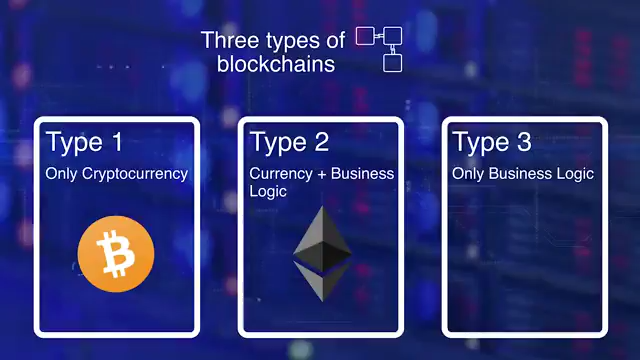 Three types of
blockchains
Type 1
Only Cryptocurrency
Type 2
Currency + Business
Logic
Type 3
Only Business Logic